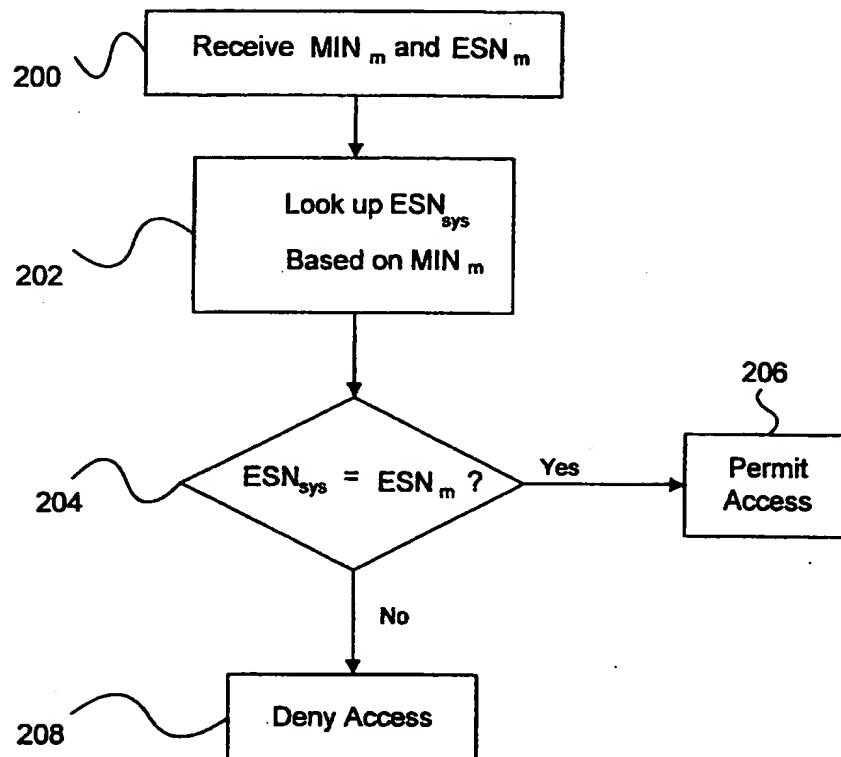 Receive MIN m and ESN m
200
Look up ESN sys
Based on MIN m
202
206
ESN sys = ESN m ?
Yes
Permit
Access
204
No
Deny Access
208